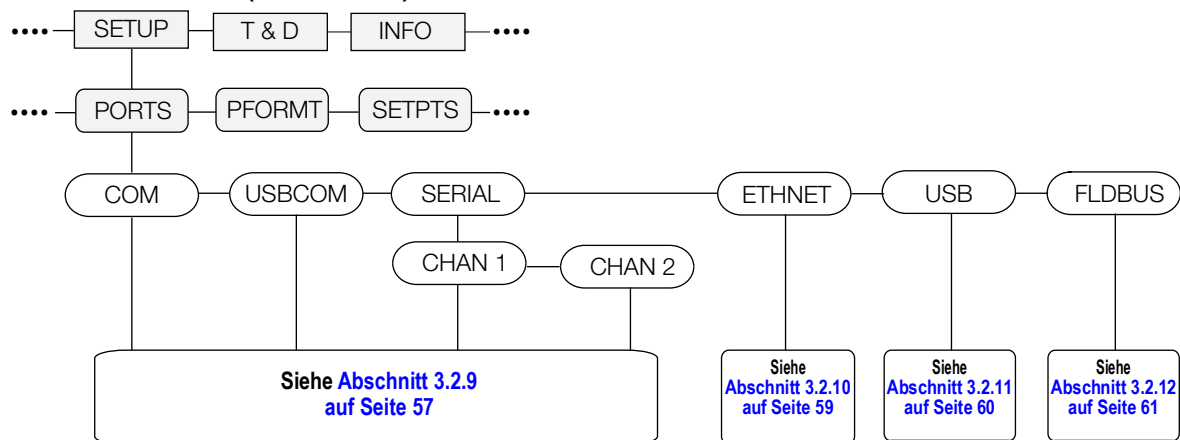 SETUP T & D INFO
PORTS PFORMT SETPTS
COM USBCOM SERIAL ETHNET USB FLDBUS
CHAN 1 CHAN 2
Siehe Abschnitt 3.2.9
auf Seite 57
Siehe
Abschnitt 3.2.10
auf Seite 59
Siehe
Abschnitt 3.2.11
auf Seite 60
Siehe
Abschnitt 3.2.12
auf Seite 61